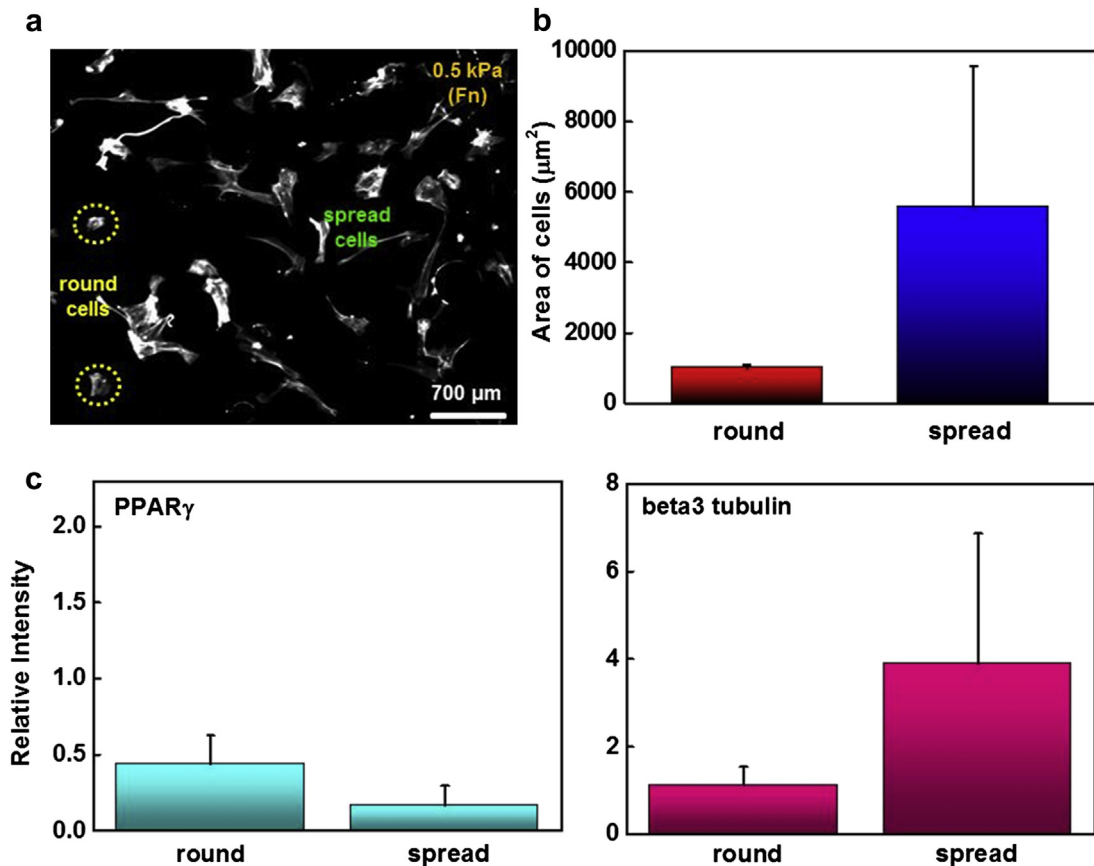 a
0.5 kPa
(Fn)
spread
cells
round
cells
700 µm
b
10000
8000
6000
4000
2000
0
Area of cells (µm²)
round spread
c
PPARγ
2.0
1.5
1.0
0.5
0.0
Relative Intensity
round spread
beta3 tubulin
8
6
4
2
0
round spread